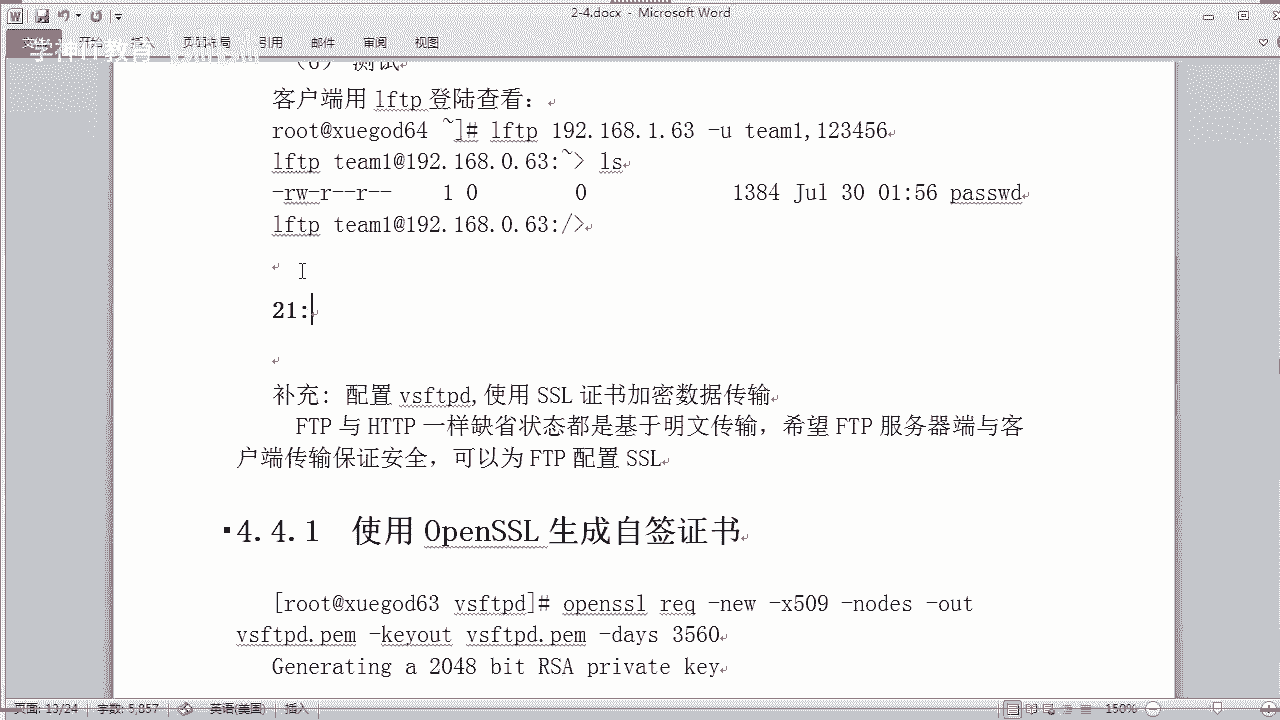 2-4.docx - Microsoft Word
文件 开始 插入 页面布局 引用 邮件 审阅 视图
学神IT教育
(6) 测试
客户端用 lftp 登陆查看：
root@xuegod64 ~]# lftp 192.168.1.63 -u team1,123456
lftp team1@192.168.0.63:~> ls
-rw-r--r-- 1 0 0 1384 Jul 30 01:56 passwd
lftp team1@192.168.0.63:/>
21:
补充: 配置 vsftpd,使用 SSL 证书加密数据传输
FTP 与 HTTP 一样缺省状态都是基于明文传输，希望 FTP 服务器端与客
户端传输保证安全，可以为 FTP 配置 SSL
4.4.1 使用 OpenSSL 生成自签证书
[root@xuegod63 vsftpd]# openssl req -new -x509 -nodes -out
vsftpd.pem -keyout vsftpd.pem -days 3560
Generating a 2048 bit RSA private key
页面: 13/24 字数: 5,857 英语(美国) 插入 150%